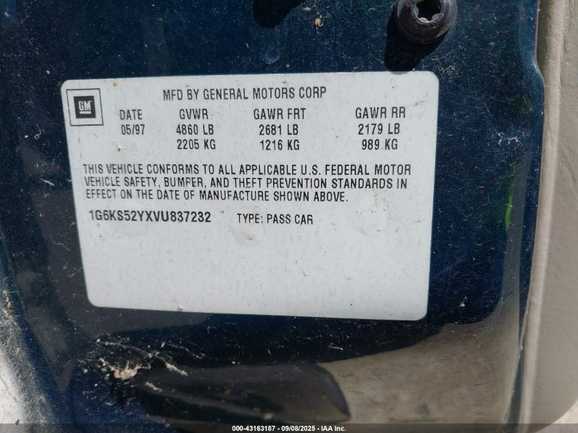 GM
MFD BY GENERAL MOTORS CORP
DATE GVWR GAWR FRT GAWR RR
05/97 4860 LB 2681 LB 2179 LB
2205 KG 1216 KG 989 KG
THIS VEHICLE CONFORMS TO ALL APPLICABLE U.S. FEDERAL MOTOR
VEHICLE SAFETY, BUMPER, AND THEFT PREVENTION STANDARDS IN
EFFECT ON THE DATE OF MANUFACTURE SHOWN ABOVE.
1G6KS52YXVU837232 TYPE: PASS CAR
000-43163187 - 09/08/2025 - IAAI.COM